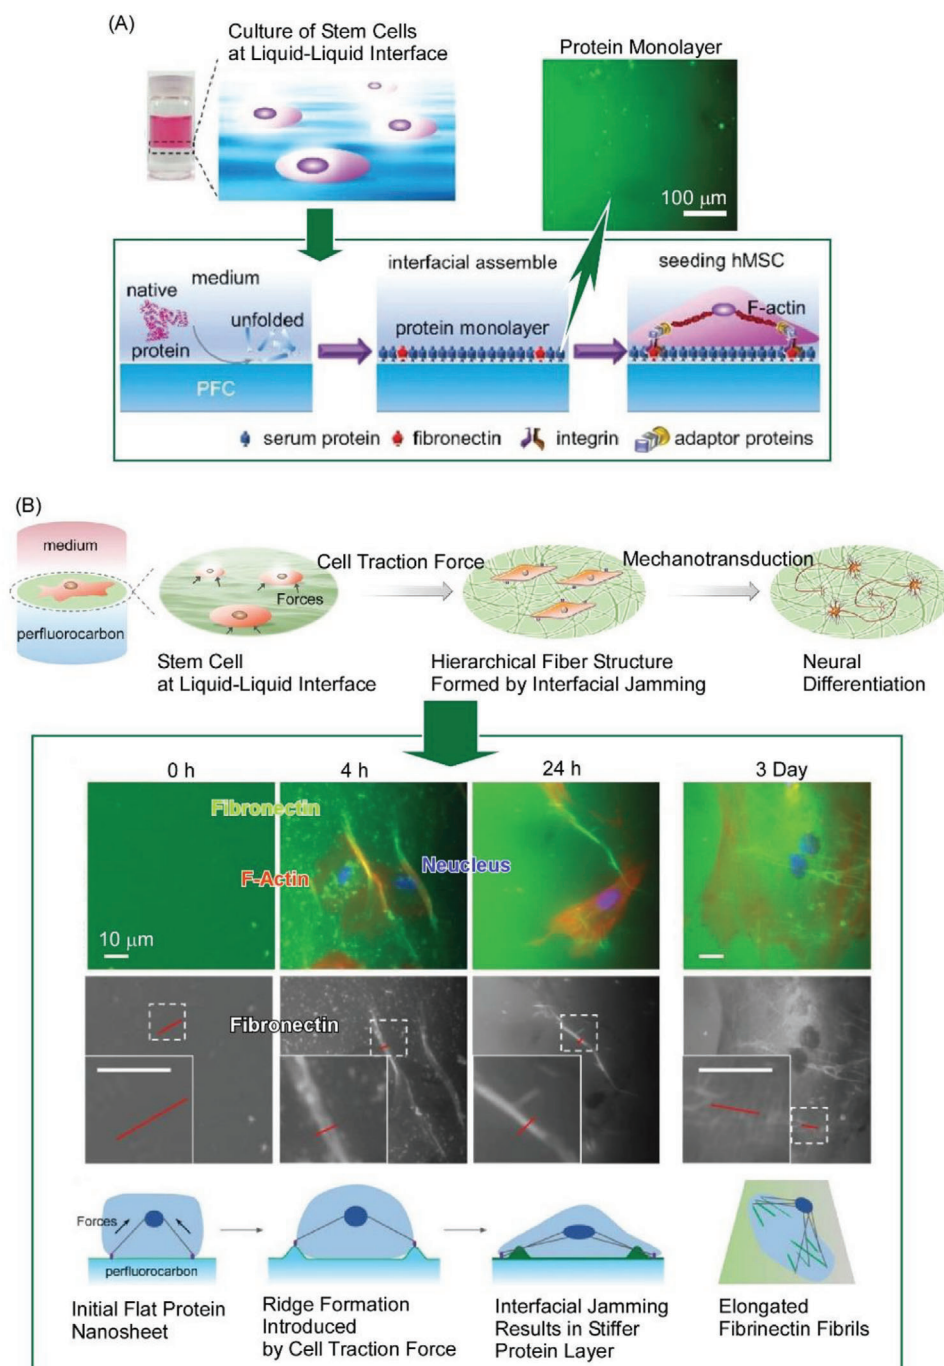 (A)
Culture of Stem Cells
at Liquid-Liquid Interface
Protein Monolayer
100 μm
medium
native
protein
unfolded
PFC
interfacial assemble
protein monolayer
seeding hMSC
F-actin
serum protein
fibronectin
integrin
adaptor proteins
(B)
medium
perfluorocarbon
Forces
Cell Traction Force
Mechanotransduction
Stem Cell
at Liquid-Liquid Interface
Hierarchical Fiber Structure
Formed by Interfacial Jamming
Neural
Differentiation
0 h
4 h
24 h
3 Day
Fibronectin
F-Actin
Neucleus
10 μm
Fibronectin
Forces
perfluorocarbon
Initial Flat Protein
Nanosheet
Ridge Formation
Introduced
by Cell Traction Force
Interfacial Jamming
Results in Stiffer
Protein Layer
Elongated
Fibrinectin Fibrils